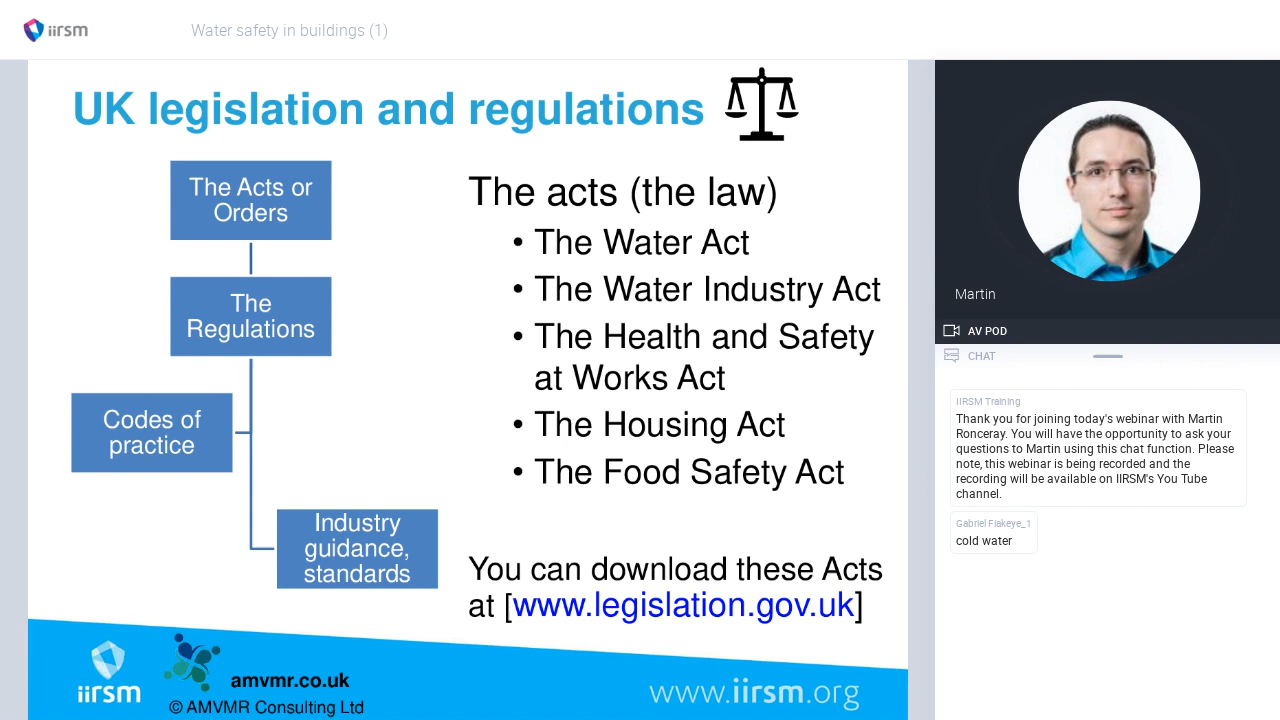 iirsm
Water safety in buildings (1)
UK legislation and regulations
The Acts or
Orders
The
Regulations
Codes of
practice
Industry
guidance,
standards
The acts (the law)
• The Water Act
• The Water Industry Act
• The Health and Safety
at Works Act
• The Housing Act
• The Food Safety Act
You can download these Acts
at [www.legislation.gov.uk]
iirsm
amvmr.co.uk
© AMVMR Consulting Ltd
www.iirsm.org
Martin
AV POD
CHAT
IIRSM Training
Thank you for joining today's webinar with Martin
Ronceray. You will have the opportunity to ask your
questions to Martin using this chat function. Please
note, this webinar is being recorded and the
recording will be available on IIRSM's You Tube
channel.
Gabriel Flakeye_1
cold water